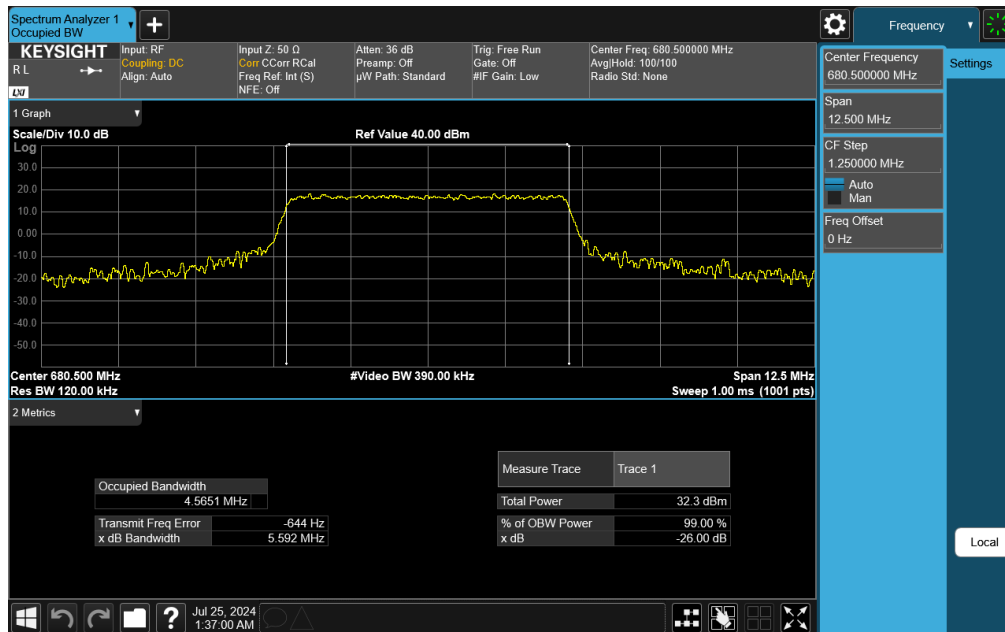 Spectrum Analyzer 1
Occupied BW
Frequency
KEYSIGHT
R L
LXI
Input: RF
Coupling: DC
Align: Auto
Input Z: 50 Ω
Corr CCorr RCal
Freq Ref: Int (S)
NFE: Off
Atten: 36 dB
Preamp: Off
µW Path: Standard
Trig: Free Run
Gate: Off
#IF Gain: Low
Center Freq: 680.500000 MHz
Avg|Hold: 100/100
Radio Std: None
Center Frequency
680.500000 MHz
Settings
Span
12.500 MHz
CF Step
1.250000 MHz
Auto
Man
Freq Offset
0 Hz
Local
1 Graph
Scale/Div 10.0 dB
Ref Value 40.00 dBm
Log
30.0
20.0
10.0
0.00
-10.0
-20.0
-30.0
-40.0
-50.0
Center 680.500 MHz
#Video BW 390.00 kHz
Span 12.5 MHz
Res BW 120.00 kHz
Sweep 1.00 ms (1001 pts)
2 Metrics
Measure Trace Trace 1
Occupied Bandwidth
4.5651 MHz
Total Power 32.3 dBm
Transmit Freq Error -644 Hz
% of OBW Power 99.00 %
x dB Bandwidth 5.592 MHz
x dB -26.00 dB
?
Jul 25, 2024
1:37:00 AM